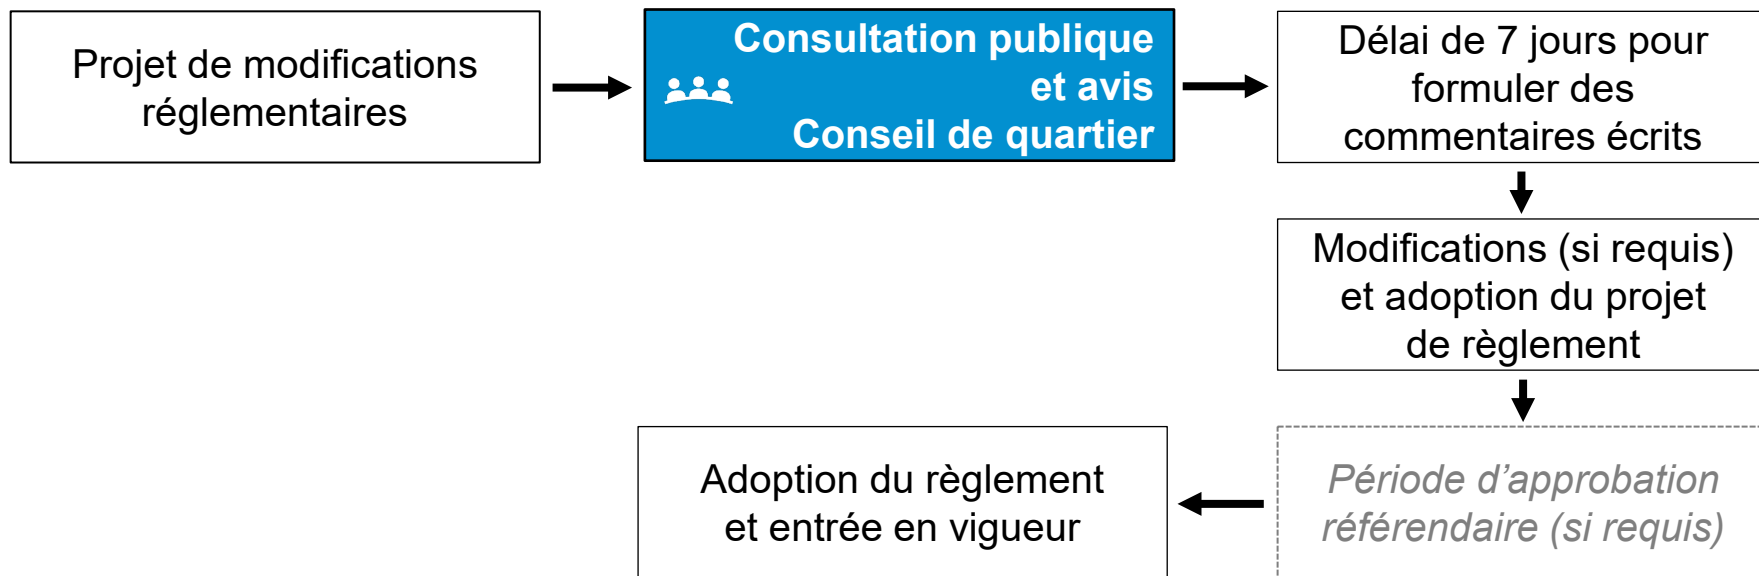 Projet de modifications
réglementaires
Consultation publique
et avis
Conseil de quartier
Délai de 7 jours pour
formuler des
commentaires écrits
Modifications (si requis)
et adoption du projet
de règlement
Période d’approbation
référendaire (si requis)
Adoption du règlement
et entrée en vigueur